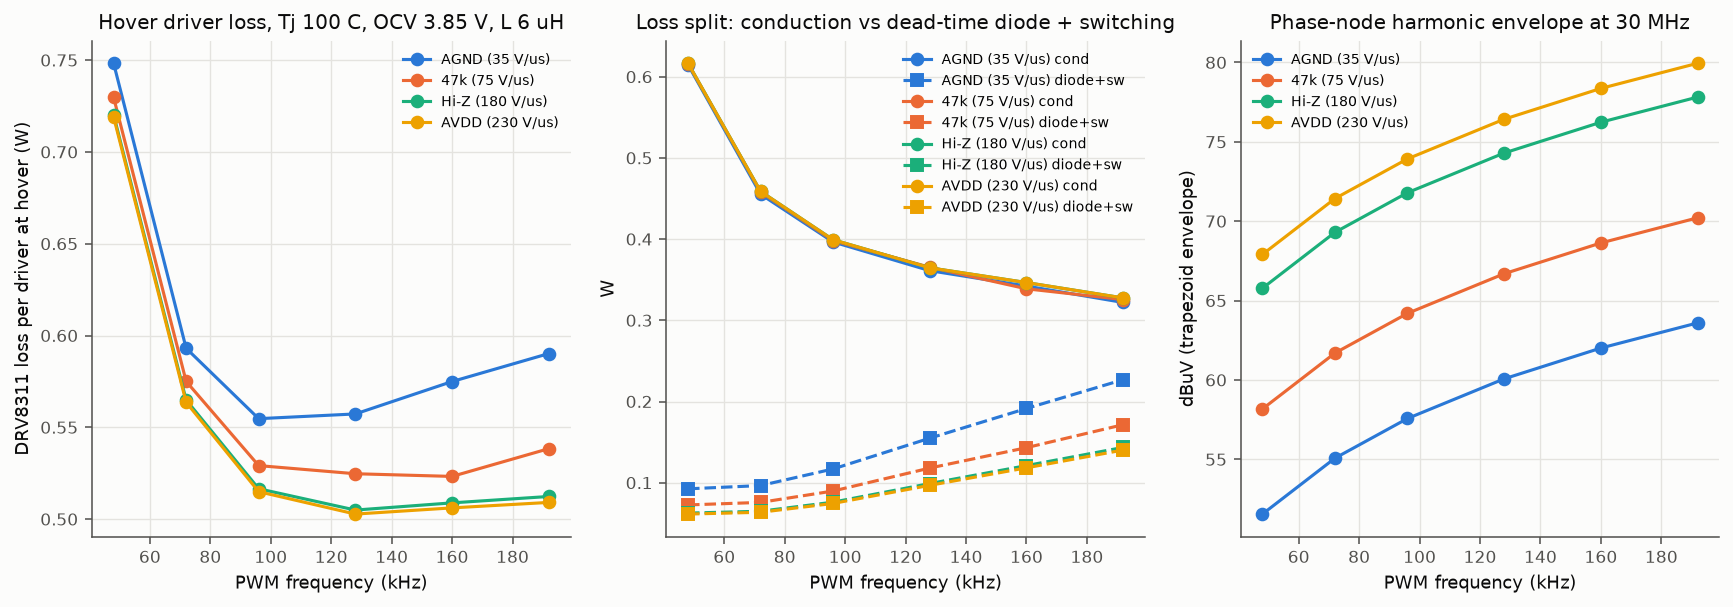 Hover driver loss, Tj 100 C, OCV 3.85 V, L 6 uH
DRV8311 loss per driver at hover (W)
0.75
0.70
0.65
0.60
0.55
0.50
AGND (35 V/us)
47k (75 V/us)
Hi-Z (180 V/us)
AVDD (230 V/us)
60 80 100 120 140 160 180
PWM frequency (kHz)
Loss split: conduction vs dead-time diode + switching
W
0.6
0.5
0.4
0.3
0.2
0.1
AGND (35 V/us) cond
AGND (35 V/us) diode+sw
47k (75 V/us) cond
47k (75 V/us) diode+sw
Hi-Z (180 V/us) cond
Hi-Z (180 V/us) diode+sw
AVDD (230 V/us) cond
AVDD (230 V/us) diode+sw
60 80 100 120 140 160 180
PWM frequency (kHz)
Phase-node harmonic envelope at 30 MHz
dBuV (trapezoid envelope)
80
75
70
65
60
55
AGND (35 V/us)
47k (75 V/us)
Hi-Z (180 V/us)
AVDD (230 V/us)
60 80 100 120 140 160 180
PWM frequency (kHz)